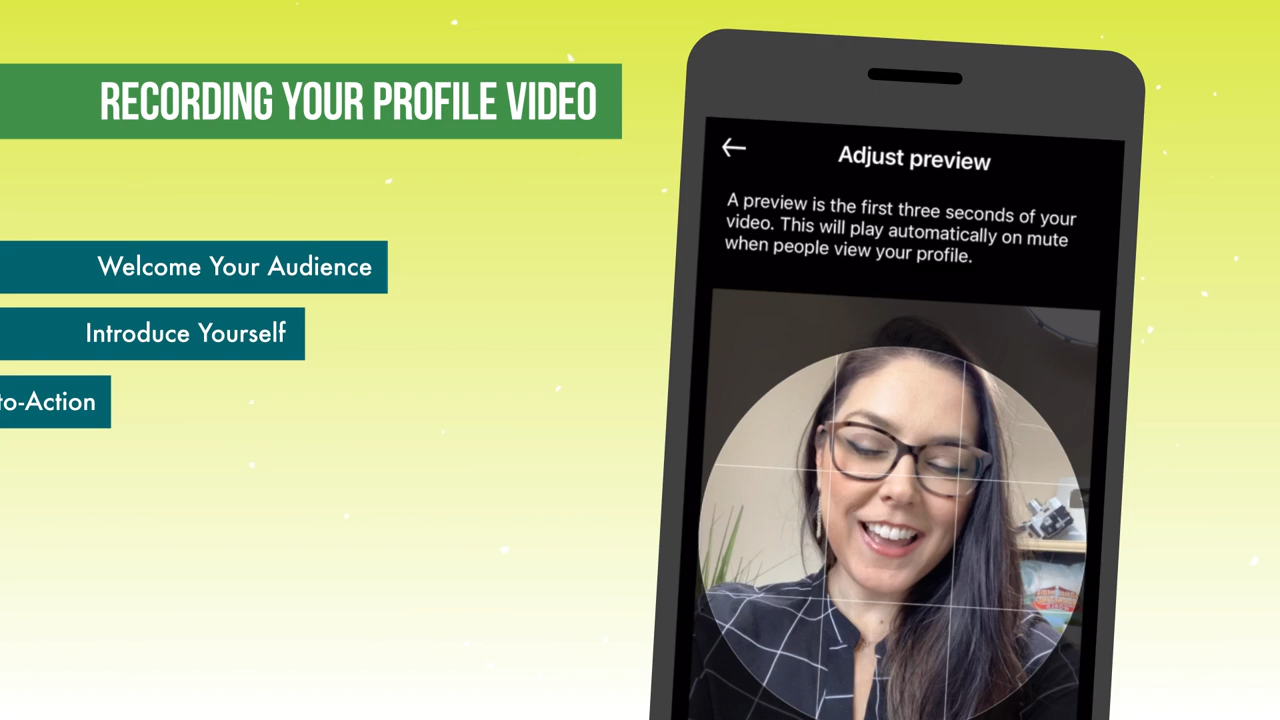 RECORDING YOUR PROFILE VIDEO
Welcome Your Audience
Introduce Yourself
to-Action
Adjust preview
A preview is the first three seconds of your
video. This will play automatically on mute
when people view your profile.